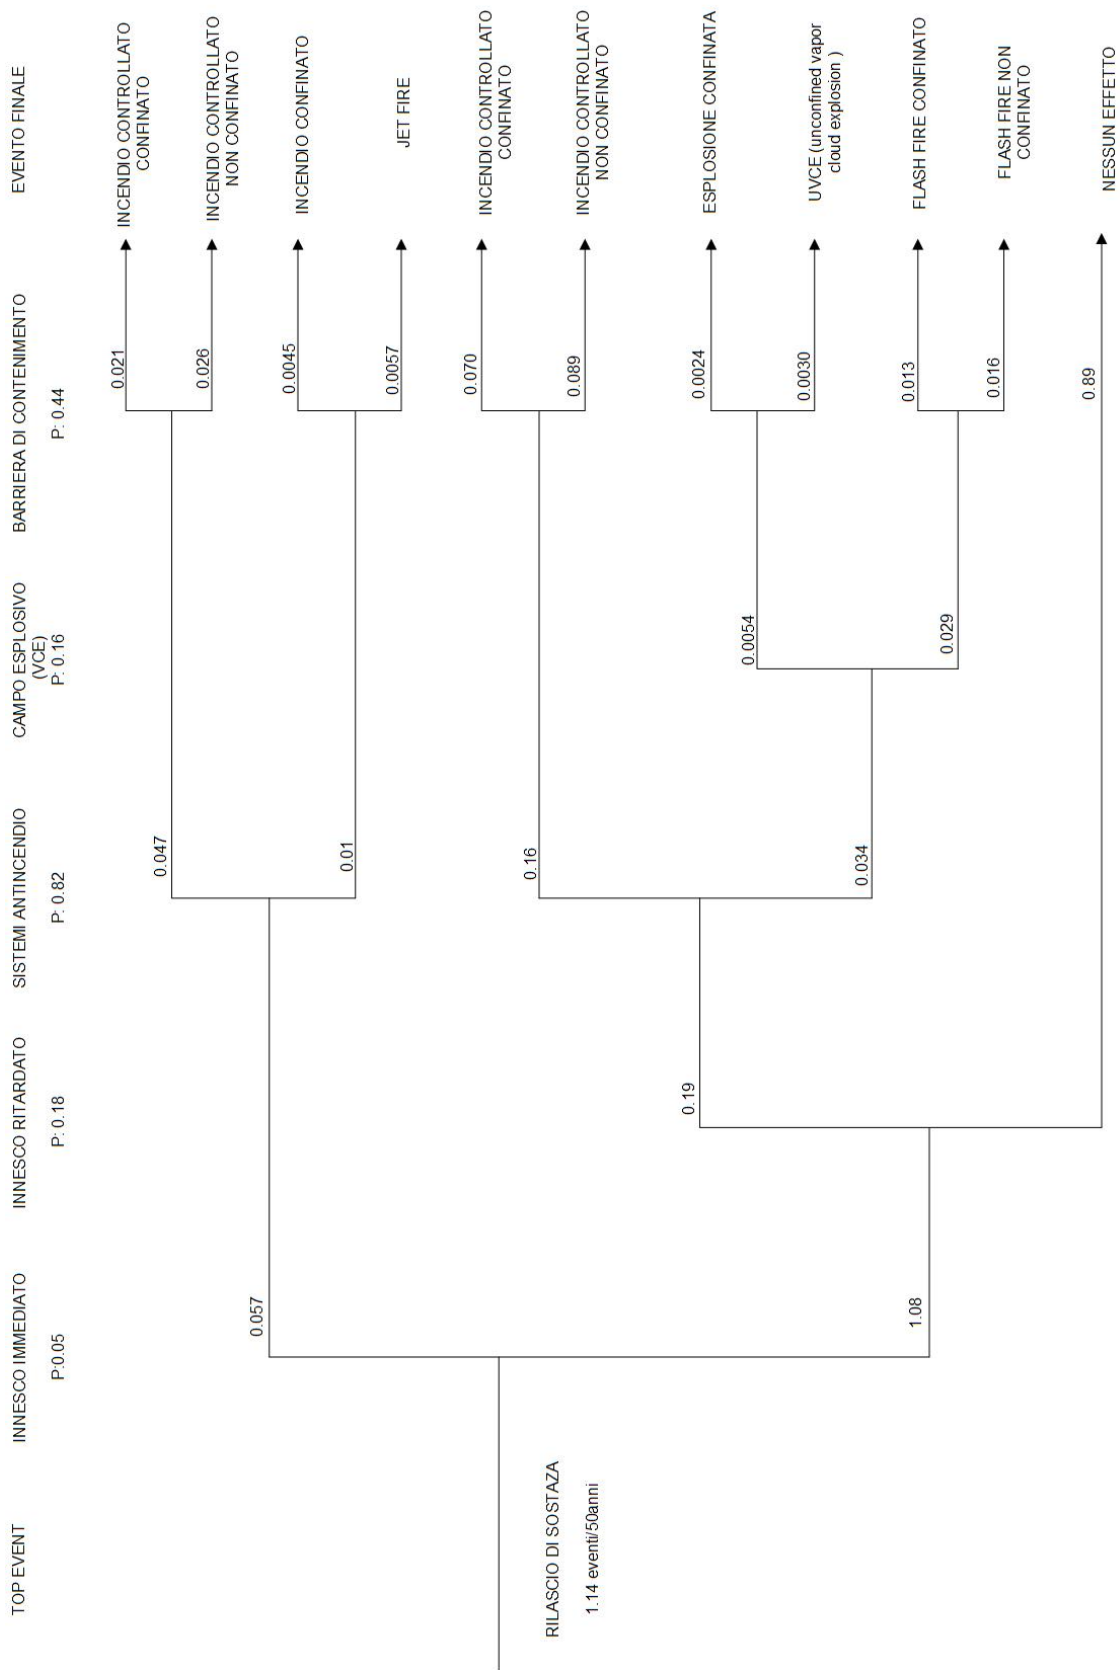 TOP EVENT
INNESCO IMMEDIATO
P:0.05
INNESCO RITARDATO
P: 0.18
SISTEMI ANTINCENDIO
P: 0.82
CAMPO ESPLOSIVO
(VCE)
P: 0.16
BARRIERA DI CONTENIMENTO
P: 0.44
EVENTO FINALE
RILASCIO DI SOSTAZA
1.14 eventi/50anni
0.057
1.08
0.19
0.047
0.01
0.16
0.034
0.0054
0.029
0.021
INCENDIO CONTROLLATO
CONFINATO
0.026
INCENDIO CONTROLLATO
NON CONFINATO
0.0045
INCENDIO CONFINATO
0.0057
JET FIRE
0.070
INCENDIO CONTROLLATO
CONFINATO
0.089
INCENDIO CONTROLLATO
NON CONFINATO
0.0024
ESPLOSIONE CONFINATA
0.0030
UVCE (unconfined vapor
cloud explosion )
0.013
FLASH FIRE CONFINATO
0.016
FLASH FIRE NON
CONFINATO
0.89
NESSUN EFFETTO